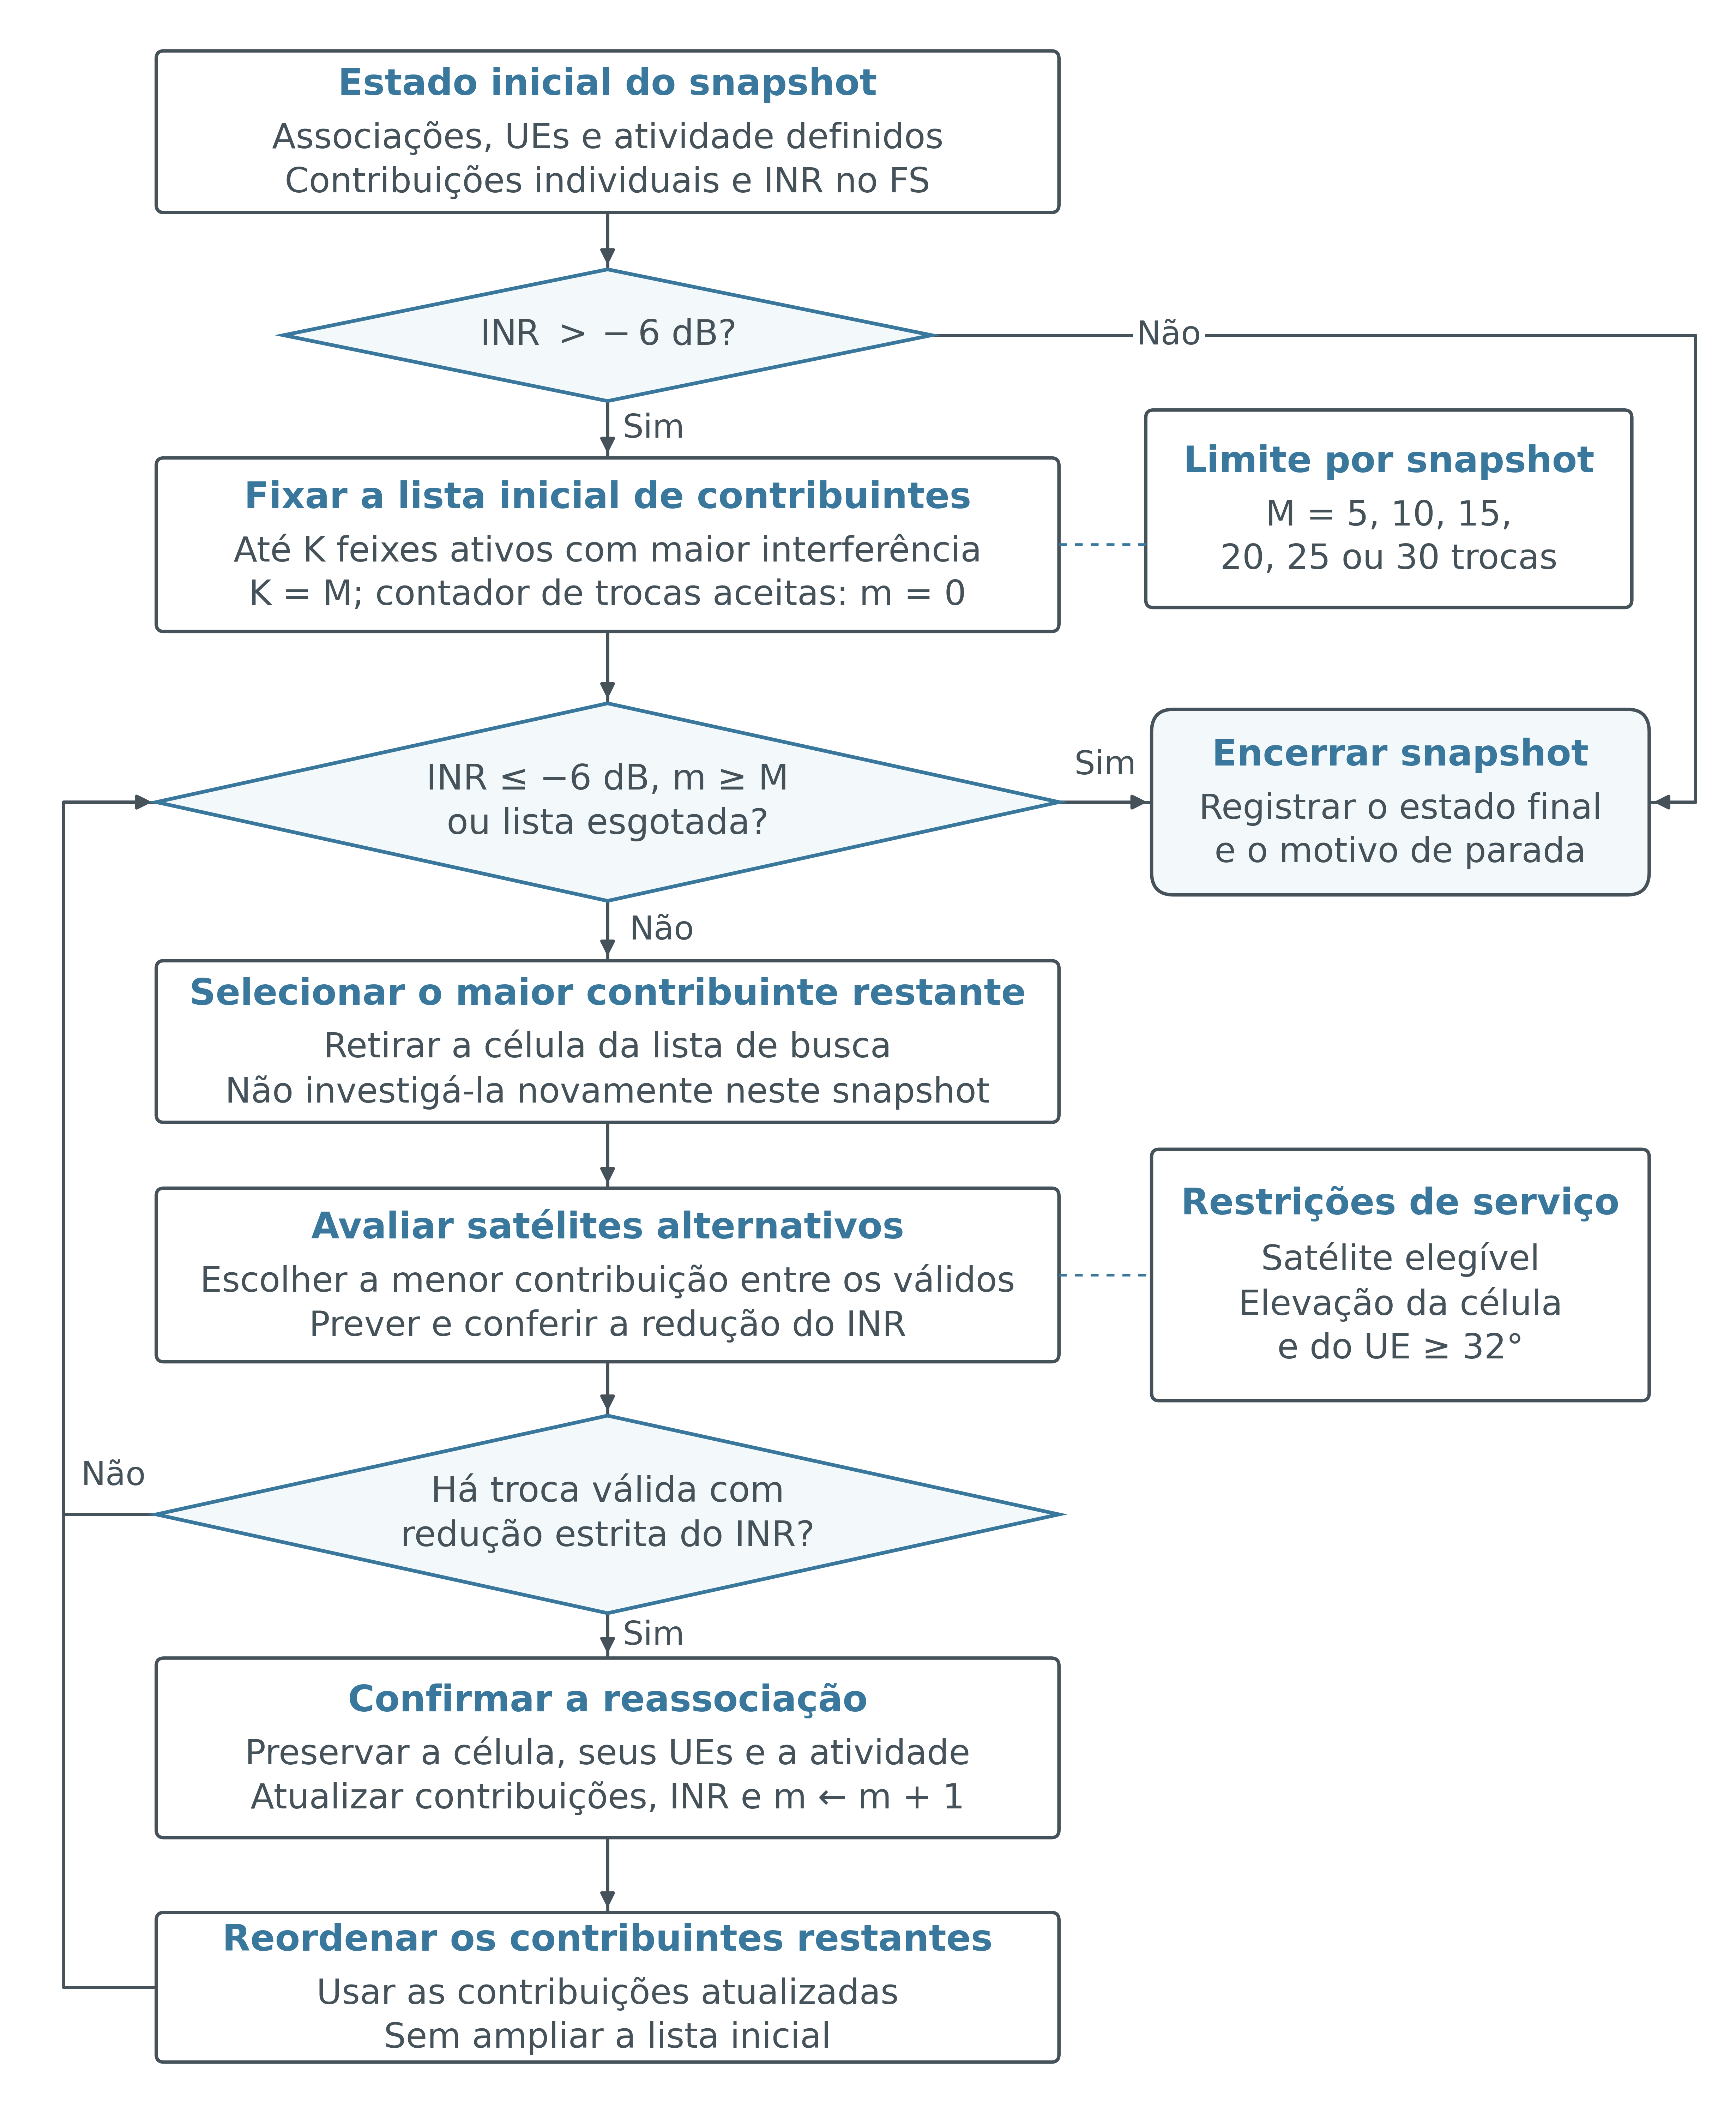 Estado inicial do snapshot
Associações, UEs e atividade definidos
Contribuições individuais e INR no FS
INR > −6 dB?
Não
Sim
Fixar a lista inicial de contribuintes
Até K feixes ativos com maior interferência
K = M; contador de trocas aceitas: m = 0
Limite por snapshot
M = 5, 10, 15,
20, 25 ou 30 trocas
INR ≤ −6 dB, m ≥ M
ou lista esgotada?
Sim
Encerrar snapshot
Registrar o estado final
e o motivo de parada
Não
Selecionar o maior contribuinte restante
Retirar a célula da lista de busca
Não investigá-la novamente neste snapshot
Avaliar satélites alternativos
Escolher a menor contribuição entre os válidos
Prever e conferir a redução do INR
Restrições de serviço
Satélite elegível
Elevação da célula
e do UE ≥ 32°
Não
Há troca válida com
redução estrita do INR?
Sim
Confirmar a reassociação
Preservar a célula, seus UEs e a atividade
Atualizar contribuições, INR e m ← m + 1
Reordenar os contribuintes restantes
Usar as contribuições atualizadas
Sem ampliar a lista inicial